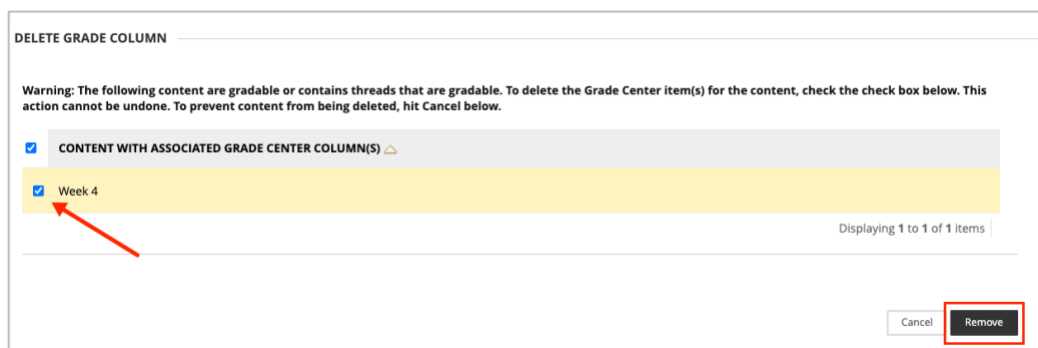 DELETE GRADE COLUMN
Warning: The following content are gradable or contains threads that are gradable. To delete the Grade Center item(s) for the content, check the check box below. This
action cannot be undone. To prevent content from being deleted, hit Cancel below.
CONTENT WITH ASSOCIATED GRADE CENTER COLUMN(S)
Week 4
Displaying 1 to 1 of 1 items
Cancel Remove